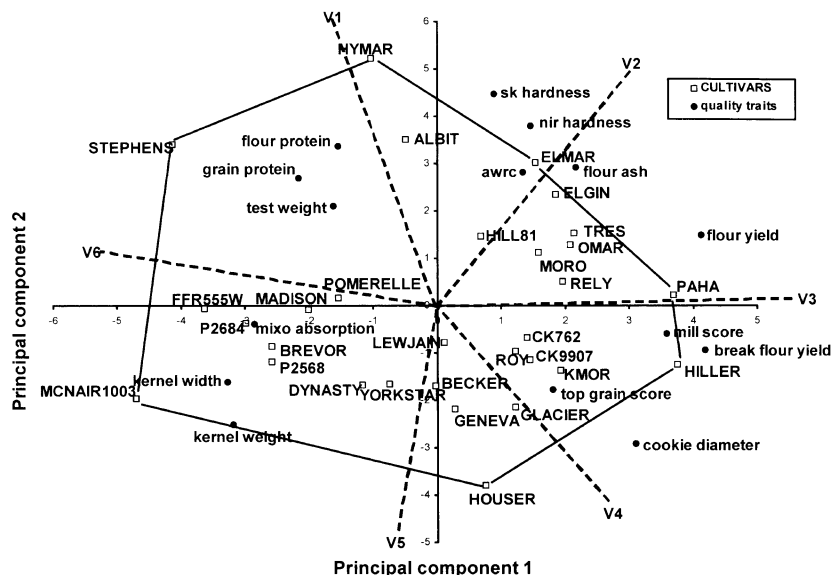 V1
6
NYMAR
V2
5
CULTIVARS
quality traits
sk hardness
4
nir hardness
flour protein
ALBIT
STEPHENS
3
ELMAR
grain protein
awrc
flour ash
ELGIN
test weight
2
HILL81
TRES
flour yield
OMAR
V6
1
MORO
POMERELLE
RELY
PAHA
FFR555W
MADISON
0
V3
-6
-5
-4
-3
-2
-1
1
2
3
4
5
P2684
mixo absorption
LEWJAIN
CK762
mill score
BREVOR
ROY
CK9907
break flour yield
P2568
KMOR
HILLER
MCNAIR1003
kernel width
DYNASTY
YORKSTAR
BECKER
top grain score
-2
GENEVA
GLACIER
kernel weight
-3
cookie diameter
-4
HOUSER
V4
-5
V5
Principal component 2
Principal component 1